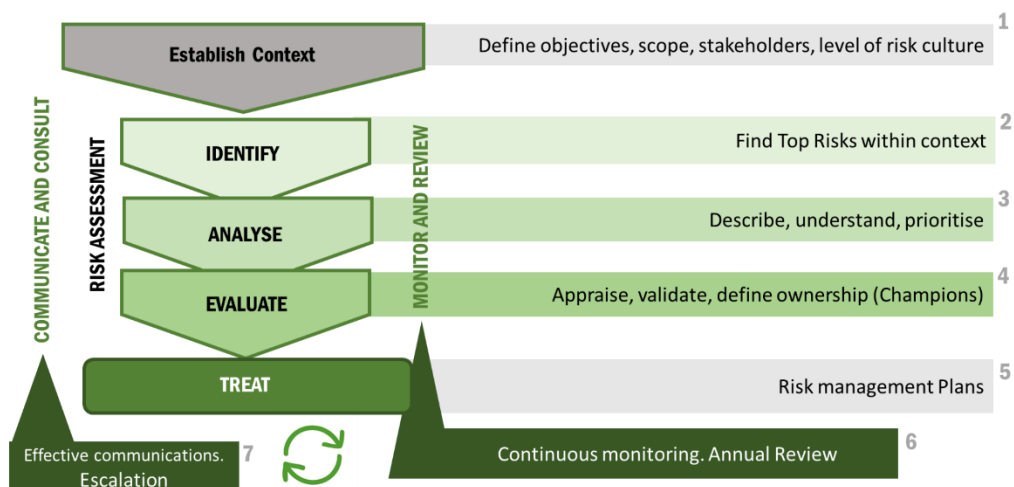 1
Establish Context
Define objectives, scope, stakeholders, level of risk culture
COMMUNICATE AND CONSULT
RISK ASSESSMENT
MONITOR AND REVIEW
2
IDENTIFY
Find Top Risks within context
3
ANALYSE
Describe, understand, prioritise
4
EVALUATE
Appraise, validate, define ownership (Champions)
5
TREAT
Risk management Plans
6
Continuous monitoring. Annual Review
7
Effective communications.
Escalation